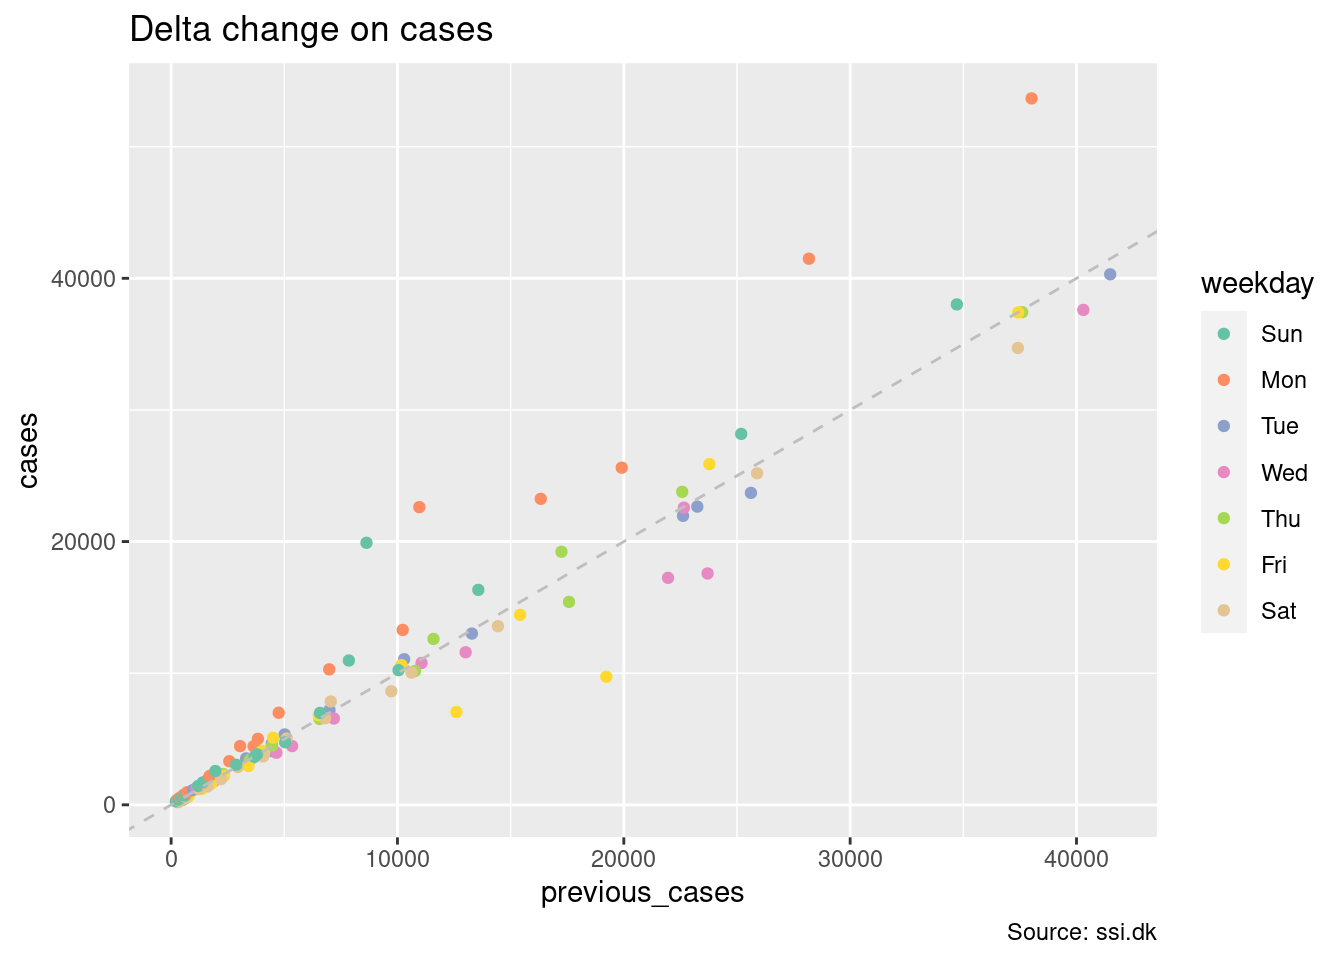 Delta change on cases
cases
40000
20000
0
0 10000 20000 30000 40000
previous_cases
weekday
Sun
Mon
Tue
Wed
Thu
Fri
Sat
Source: ssi.dk